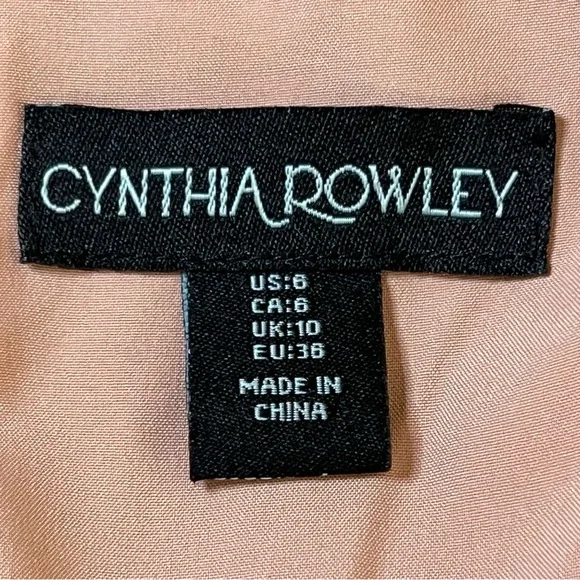 CYNTHIA ROWLEY
US:6
CA:6
UK:10
EU:36
MADE IN
CHINA